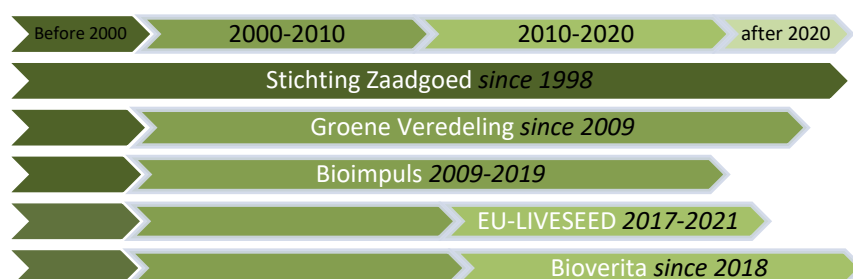 Before 2000 2000-2010 2010-2020 after 2020
Stichting Zaadgoed since 1998
Groene Veredeling since 2009
Bioimpuls 2009-2019
EU-LIVESEED 2017-2021
Bioverita since 2018